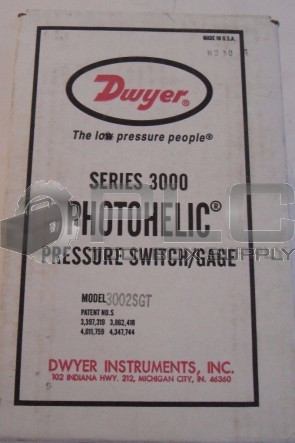 MADE IN U.S.A.
Dwyer®
The low pressure people®
SERIES 3000
PHOTOHELIC®
PRESSURE SWITCH/GAGE
MODEL 3002SGT
PATENT NO.S
3,397,319 3,862,416
4,011,759 4,347,744
DWYER INSTRUMENTS, INC.
102 INDIANA HWY. 212, MICHIGAN CITY, IN. 46360